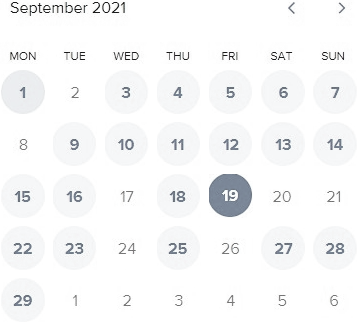 September 2021
MON TUE WED THU FRI SAT SUN
1 2 3 4 5 6 7
8 9 10 11 12 13 14
15 16 17 18 19 20 21
22 23 24 25 26 27 28
29 1 2 3 4 5 6